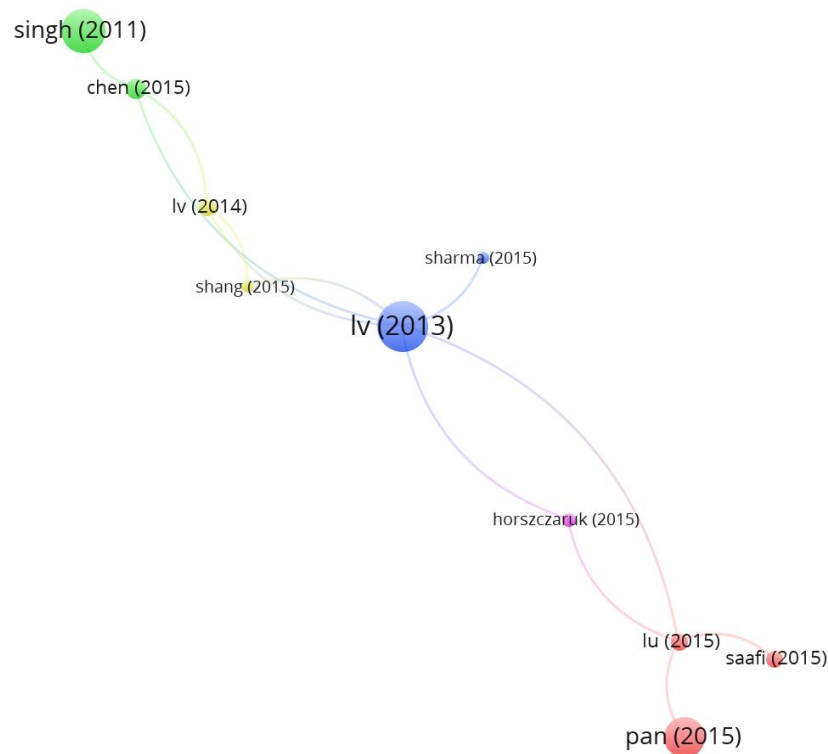 singh (2011)
chen (2015)
lv (2014)
sharma (2015)
shang (2015)
lv (2013)
horszczaruk (2015)
lu (2015)
saafi (2015)
pan (2015)